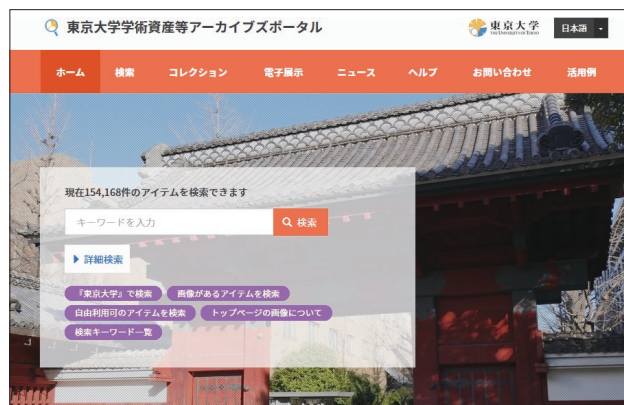 東京大学学術資産等アーカイブズポータル
東京大学
THE UNIVERSITY OF TOKYO
日本語
ホーム 検索 コレクション 電子展示 ニュース ヘルプ お問い合わせ 活用例
現在154,168件のアイテムを検索できます
キーワードを入力 検索
詳細検索
『東京大学』で検索 画像があるアイテムを検索
自由利用可のアイテムを検索 トップページの画像について
検索キーワード一覧